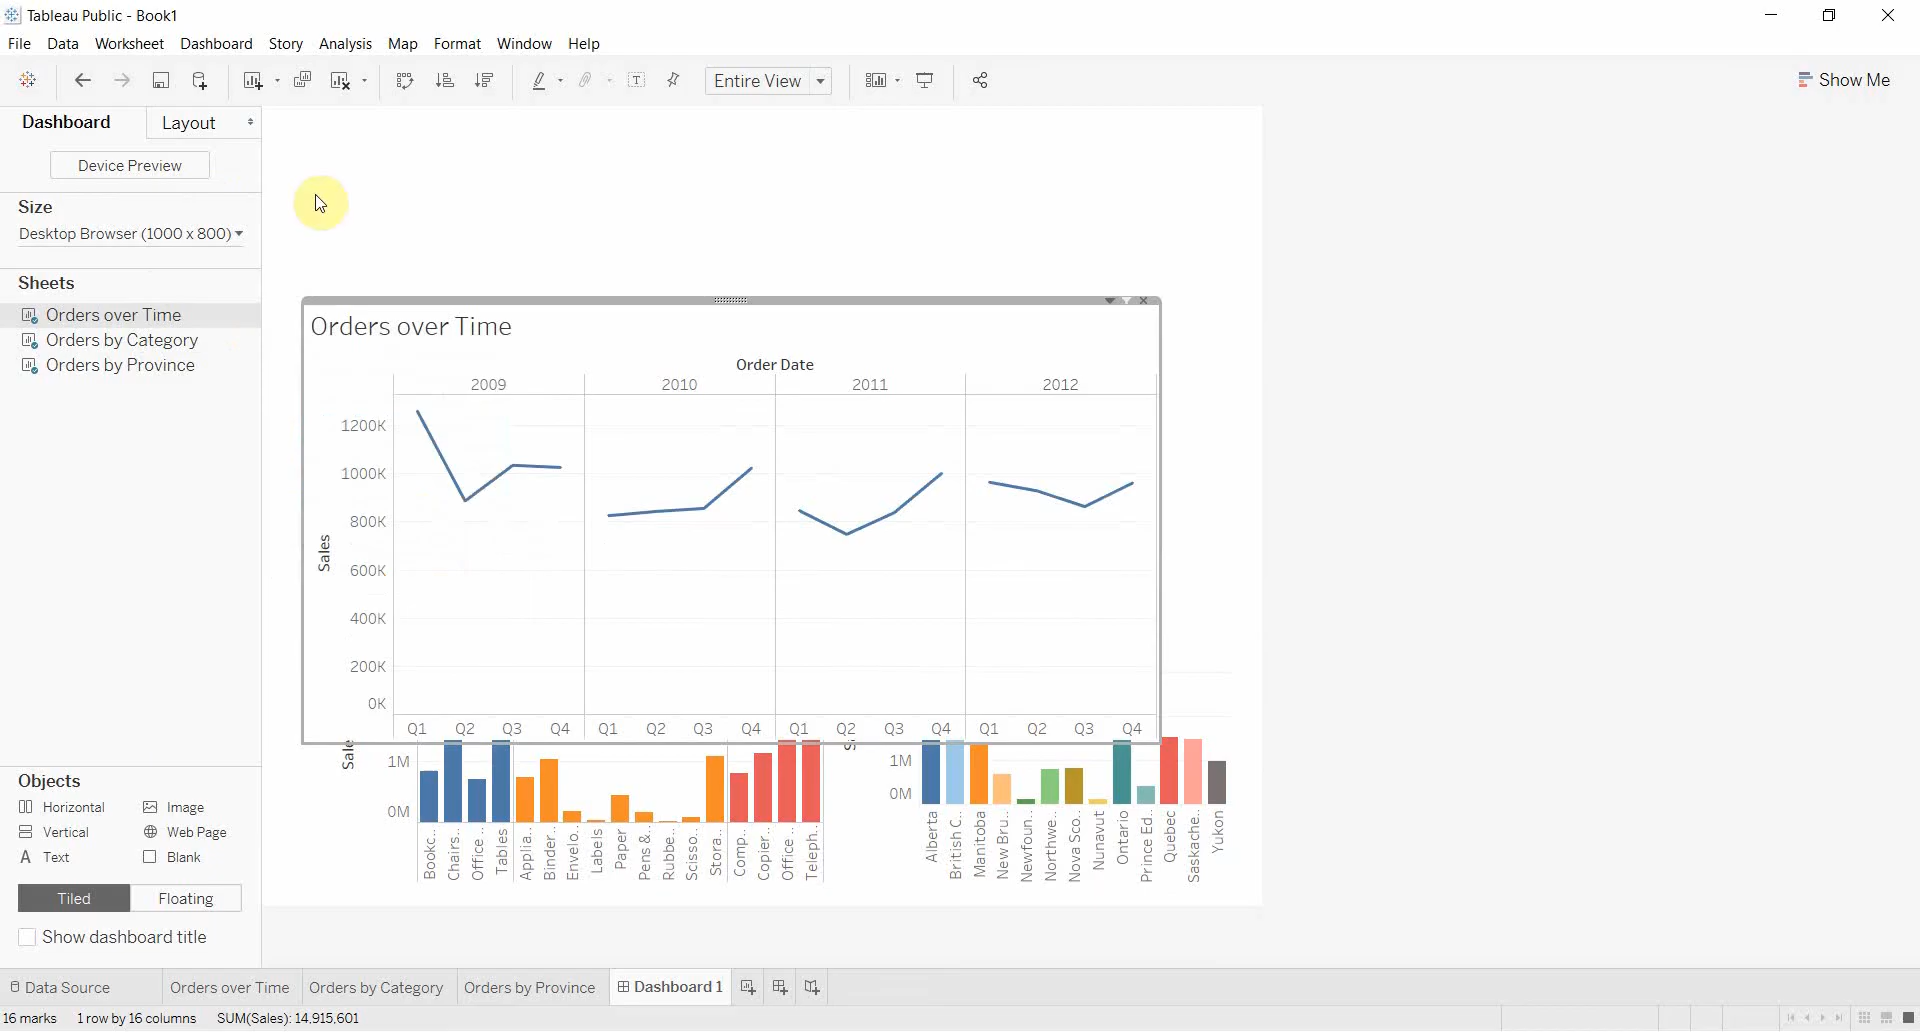 Tableau Public - Book1
File Data Worksheet Dashboard Story Analysis Map Format Window Help
Entire View
Show Me
Dashboard Layout
Device Preview
Size
Desktop Browser (1000 x 800)
Sheets
Orders over Time
Orders by Category
Orders by Province
Orders over Time
Order Date
2009 2010 2011 2012
Sales
1200K
1000K
800K
600K
400K
200K
0K
Q1 Q2 Q3 Q4 Q1 Q2 Q3 Q4 Q1 Q2 Q3 Q4 Q1 Q2 Q3 Q4
Sale
1M
0M
Bookc.. Chairs.. Office .. Tables Applia.. Binder.. Envelo.. Labels Paper Pens &.. Rubbe.. Scisso.. Stora.. Comp.. Copier.. Office .. Teleph..
1M
0M
Alberta British C.. Manitoba New Bru.. Newfoun.. Northwe.. Nova Sco.. Nunavut Ontario Prince Ed.. Quebec Saskache.. Yukon
Objects
Horizontal Image
Vertical Web Page
A Text Blank
Tiled Floating
Show dashboard title
Data Source Orders over Time Orders by Category Orders by Province Dashboard 1
16 marks 1 row by 16 columns SUM(Sales): 14,915,601